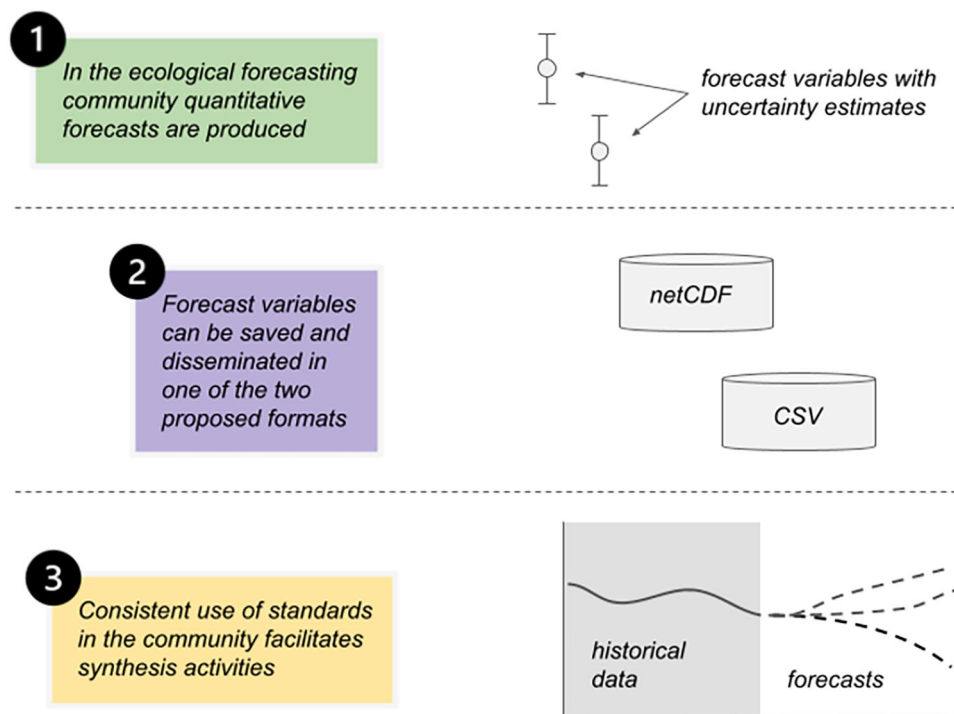 1
In the ecological forecasting
community quantitative
forecasts are produced
forecast variables with
uncertainty estimates
2
Forecast variables
can be saved and
disseminated in
one of the two
proposed formats
netCDF
CSV
3
Consistent use of standards
in the community facilitates
synthesis activities
historical
data
forecasts